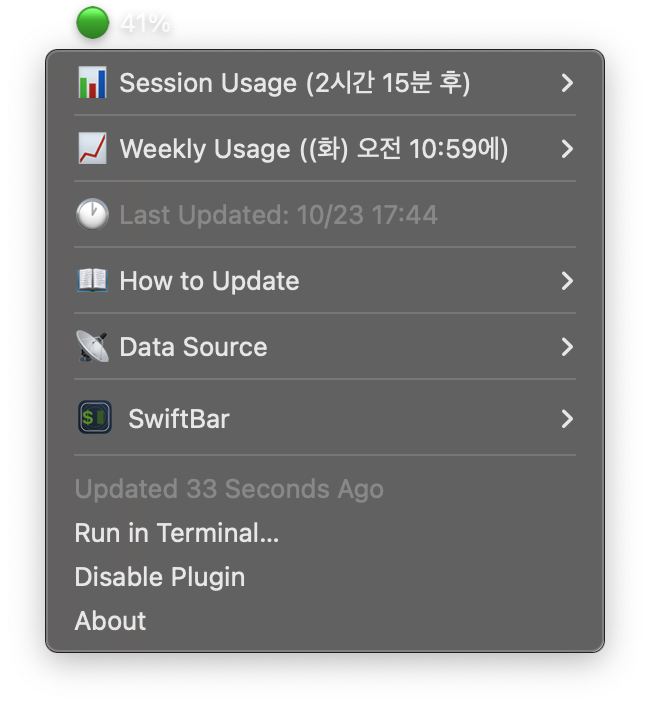 41%
Session Usage (2시간 15분 후)
Weekly Usage ((화) 오전 10:59에)
Last Updated: 10/23 17:44
How to Update
Data Source
SwiftBar
Updated 33 Seconds Ago
Run in Terminal...
Disable Plugin
About